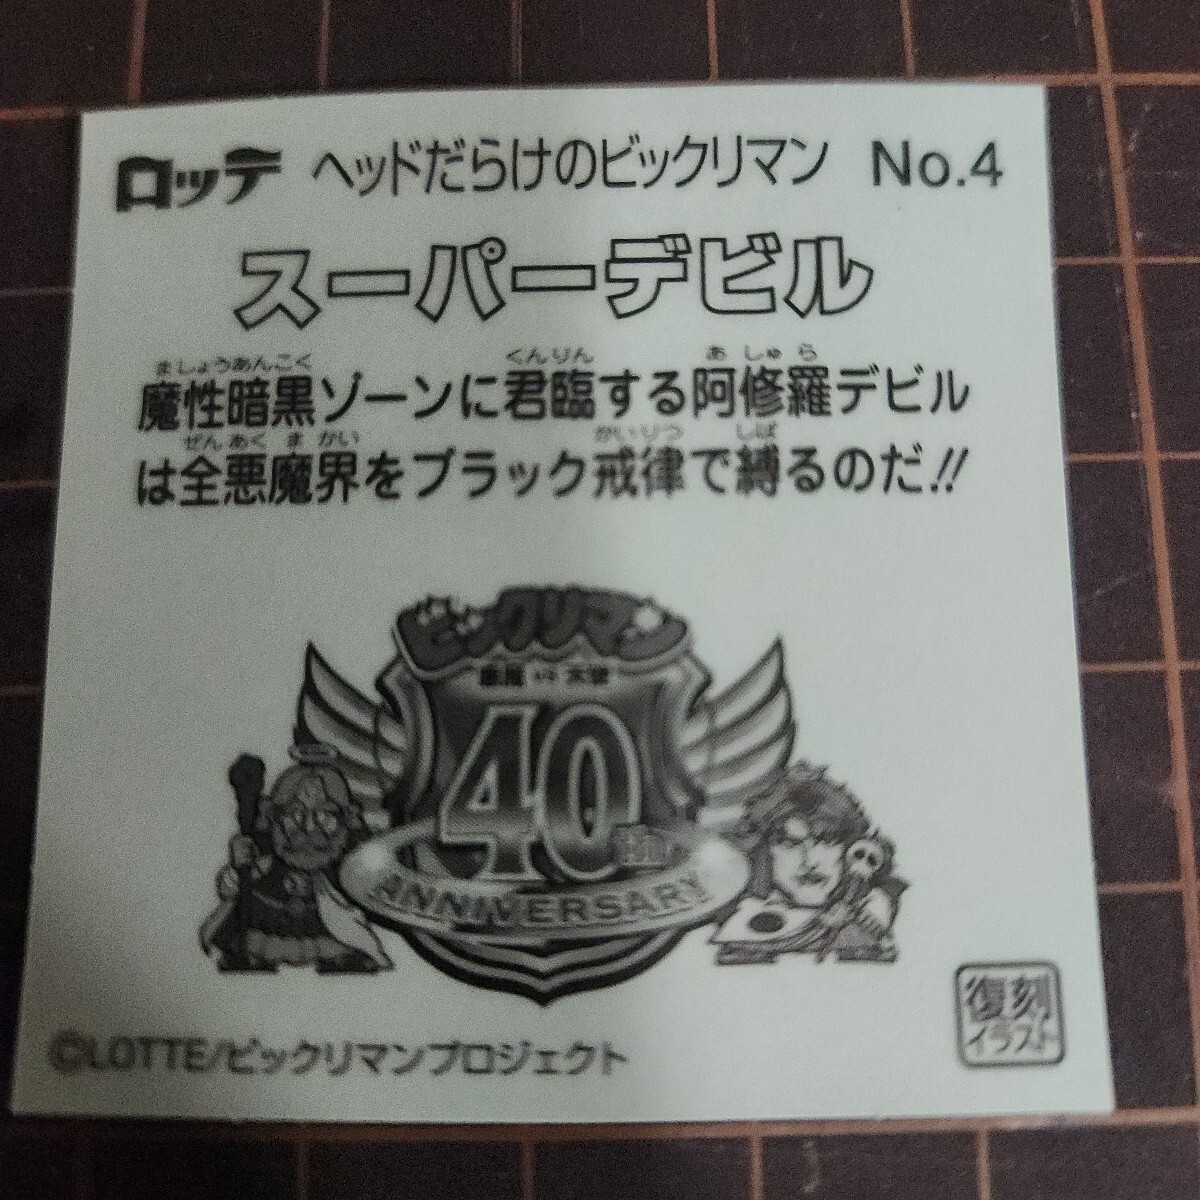 ロッテ ヘッドだらけのビックリマン No.4
スーパーデビル
ましょうあんこく くんりん あしゅら
魔性暗黒ゾーンに君臨する阿修羅デビル
ぜんあくまかい かいりつ しば
は全悪魔界をブラック戒律で縛るのだ!!
ビックリマン
悪魔 VS 天使
40th
ANNIVERSARY
復刻
イラスト
©LOTTE/ビックリマンプロジェクト